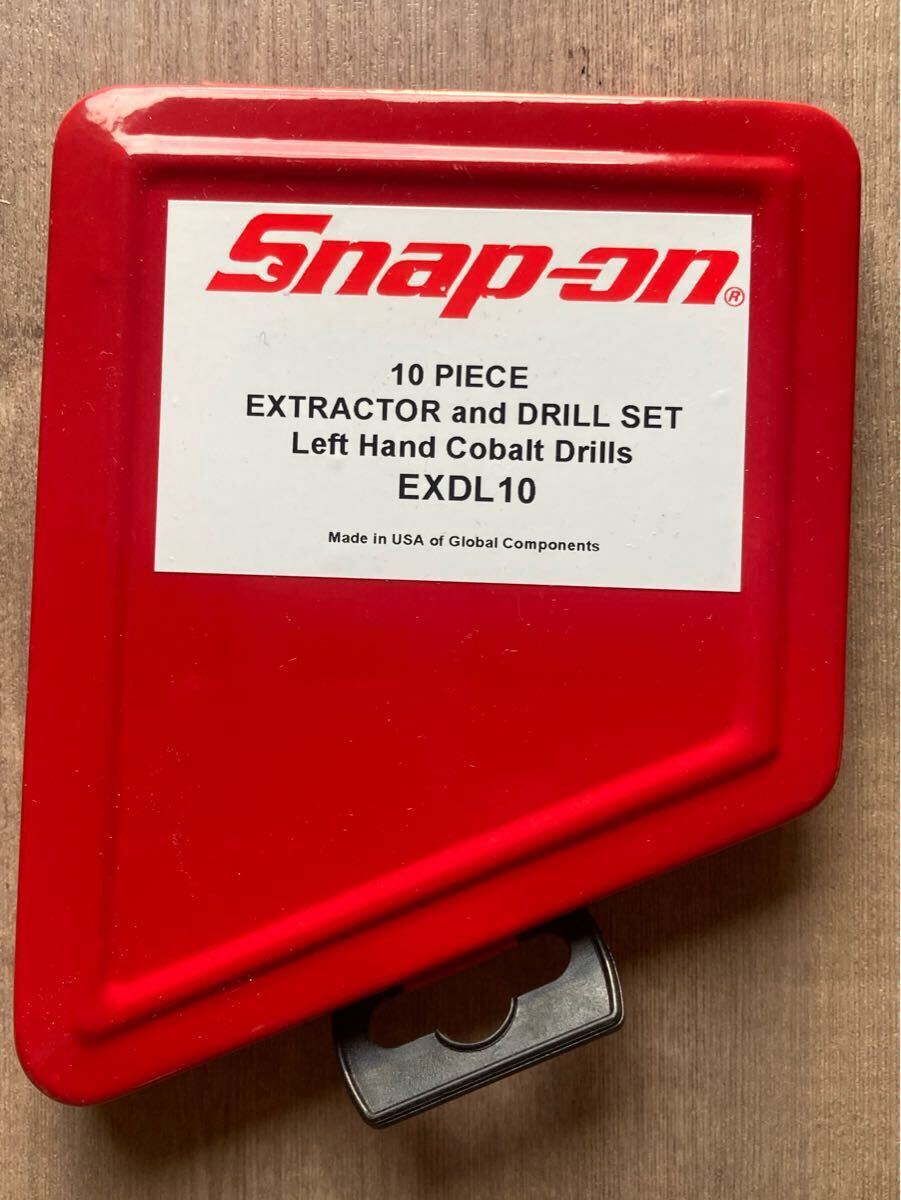 Snap-on®
10 PIECE
EXTRACTOR and DRILL SET
Left Hand Cobalt Drills
EXDL10
Made in USA of Global Components